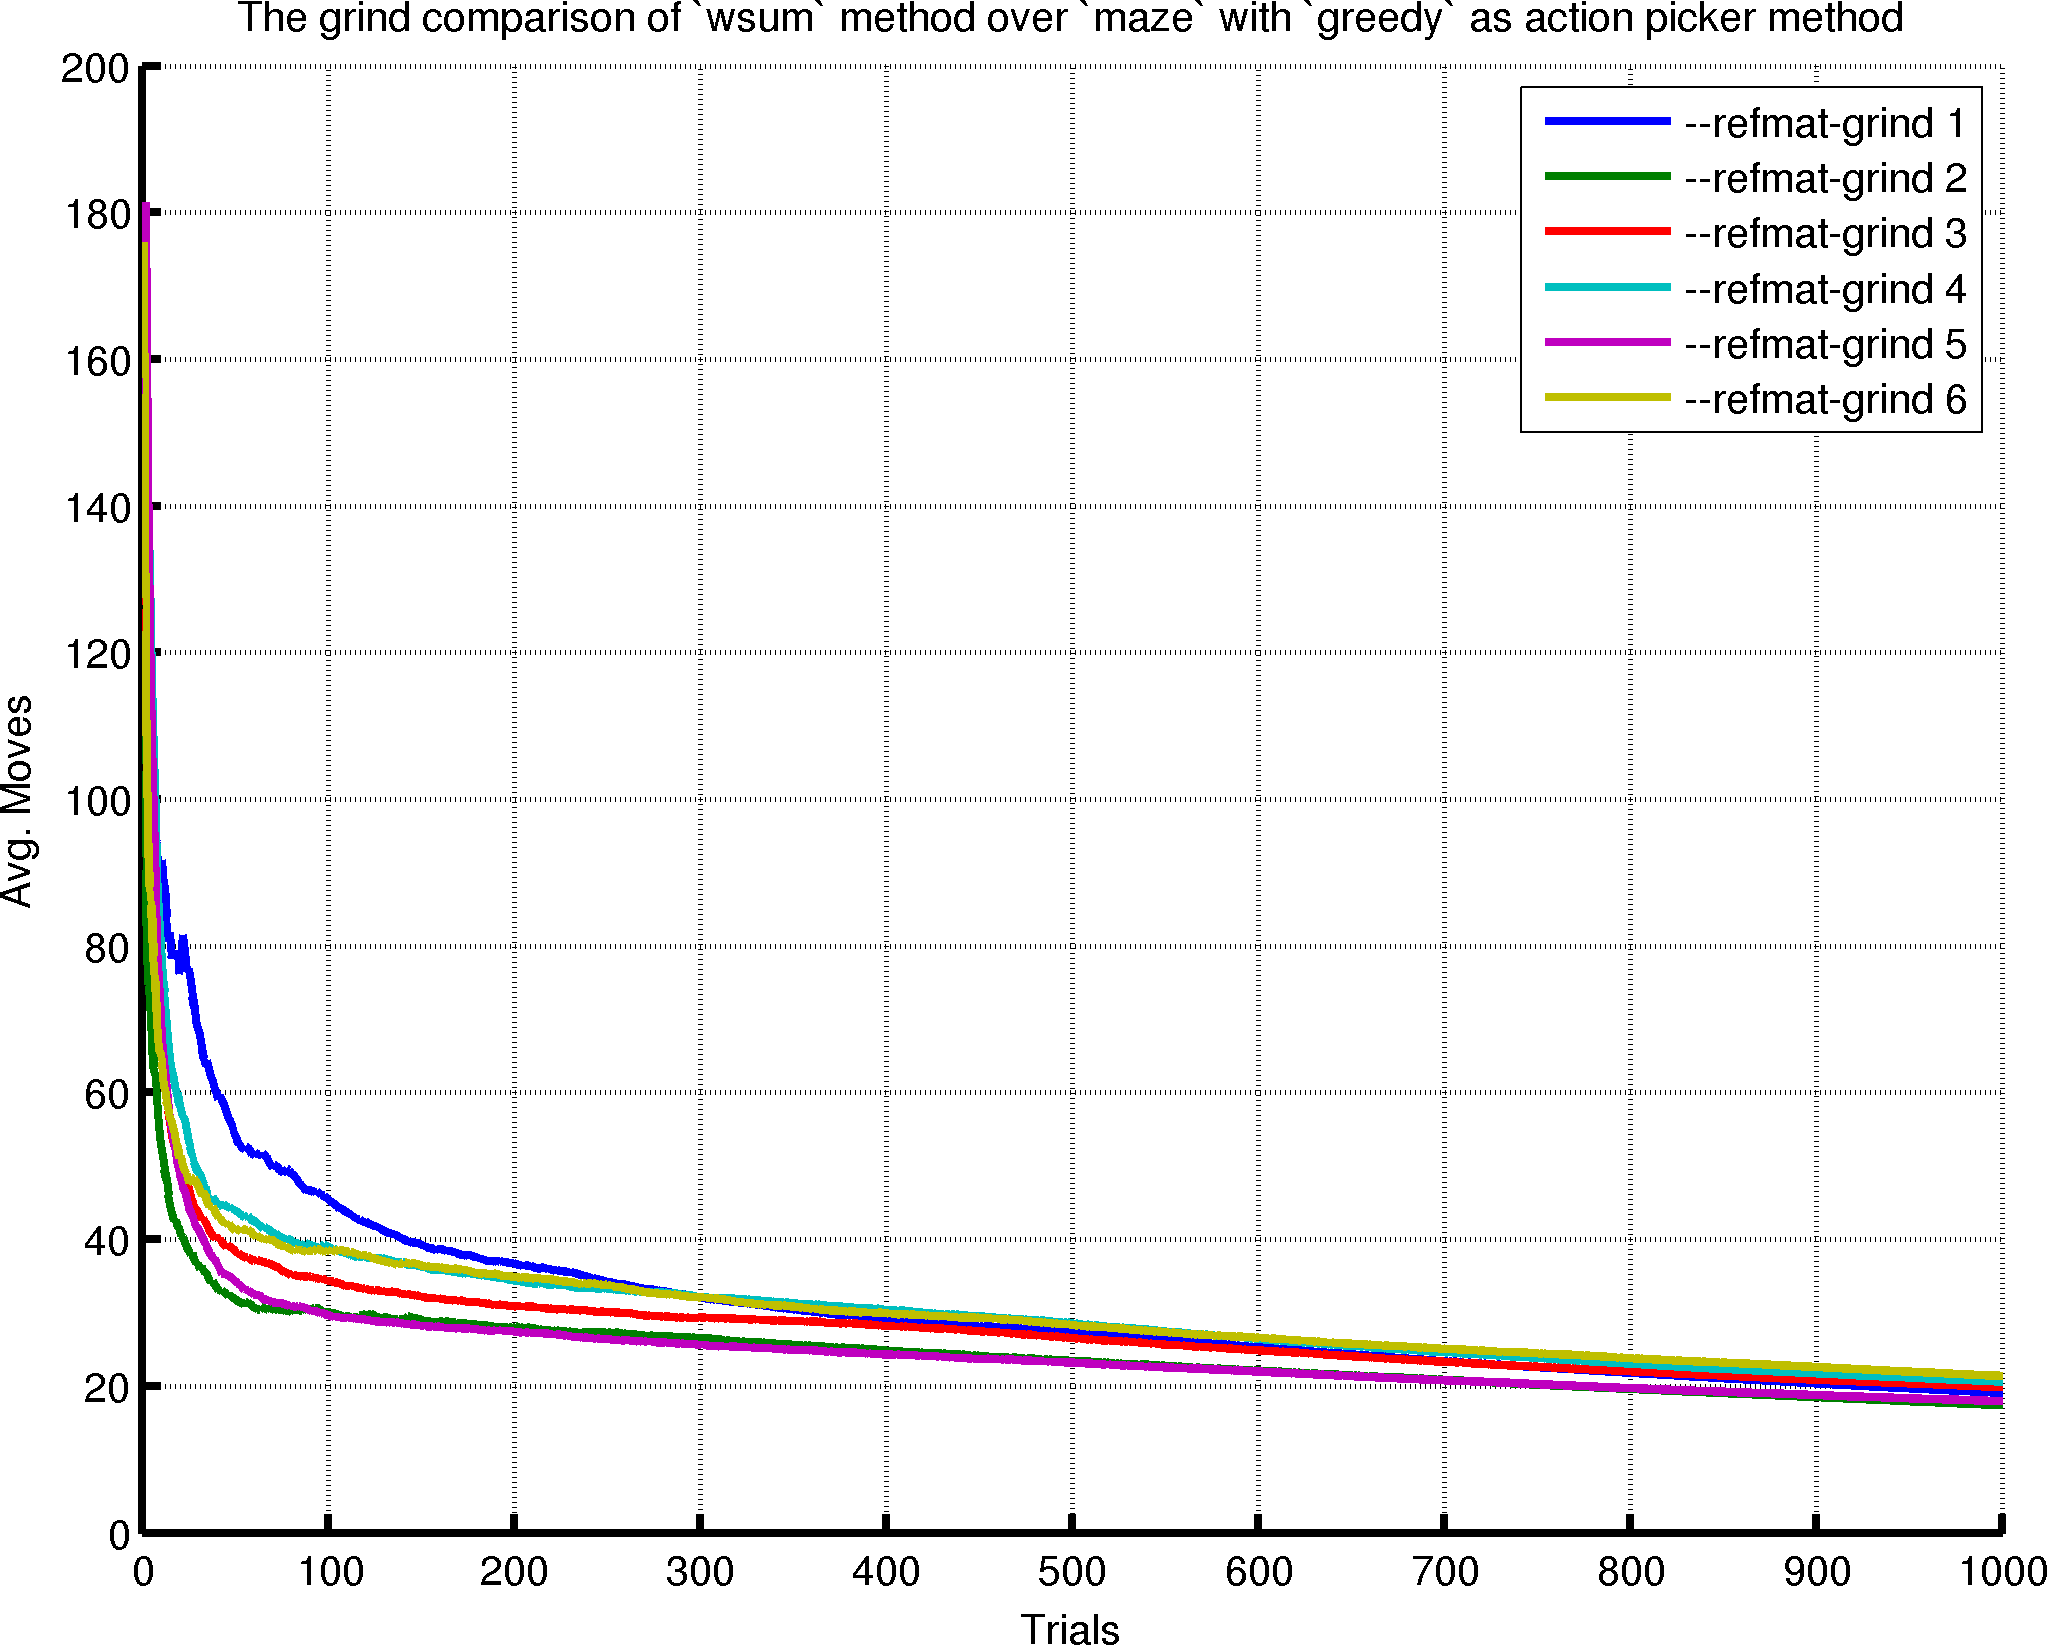 The grind comparison of `wsum` method over `maze` with `greedy` as action picker method
200
180
160
140
120
100
80
60
40
20
0
Avg. Moves
--refmat-grind 1
--refmat-grind 2
--refmat-grind 3
--refmat-grind 4
--refmat-grind 5
--refmat-grind 6
0 100 200 300 400 500 600 700 800 900 1000
Trials